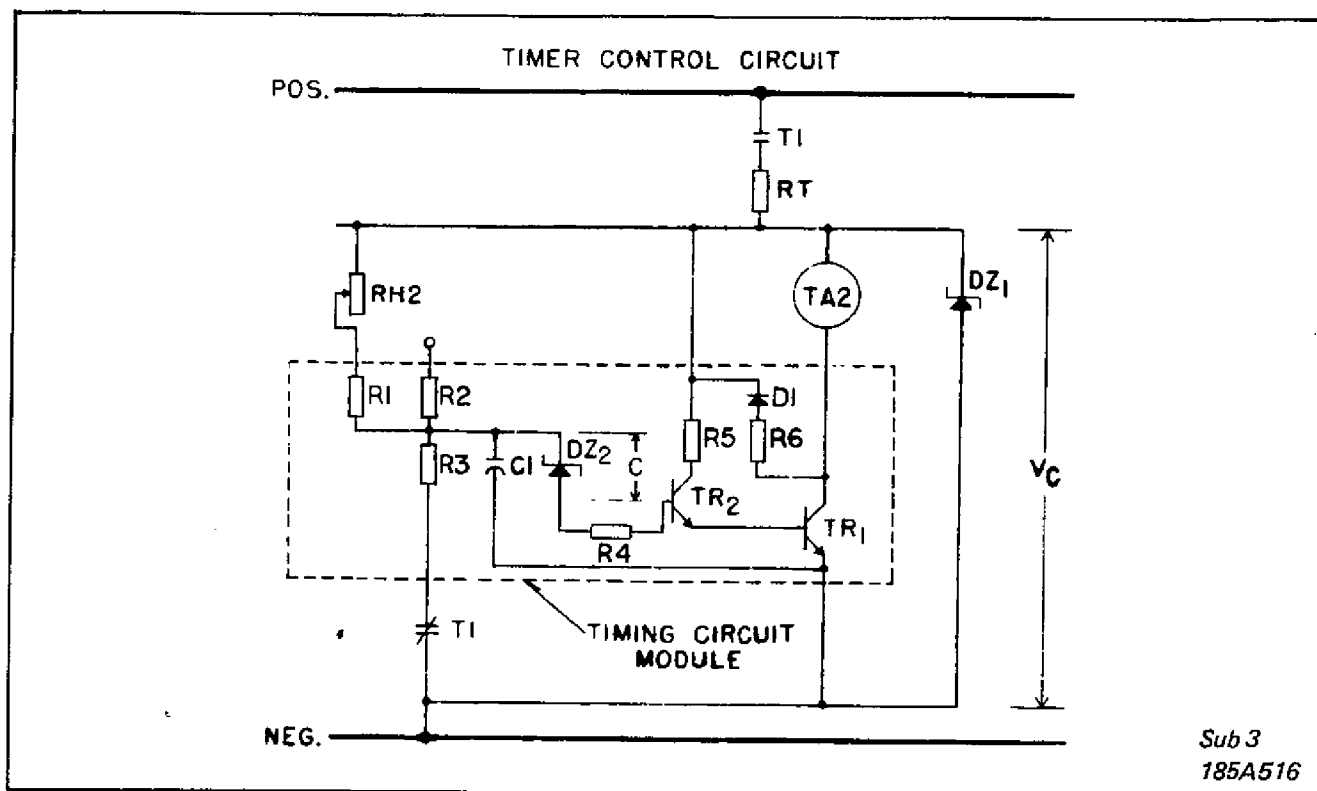 TIMER CONTROL CIRCUIT
POS.
T1
RT
RH2
TA2
DZ1
R1
R2
D1
R5
R6
R3
C1
DZ2
C
TR2
TR1
VC
R4
T1
TIMING CIRCUIT
MODULE
NEG.
Sub 3
185A516